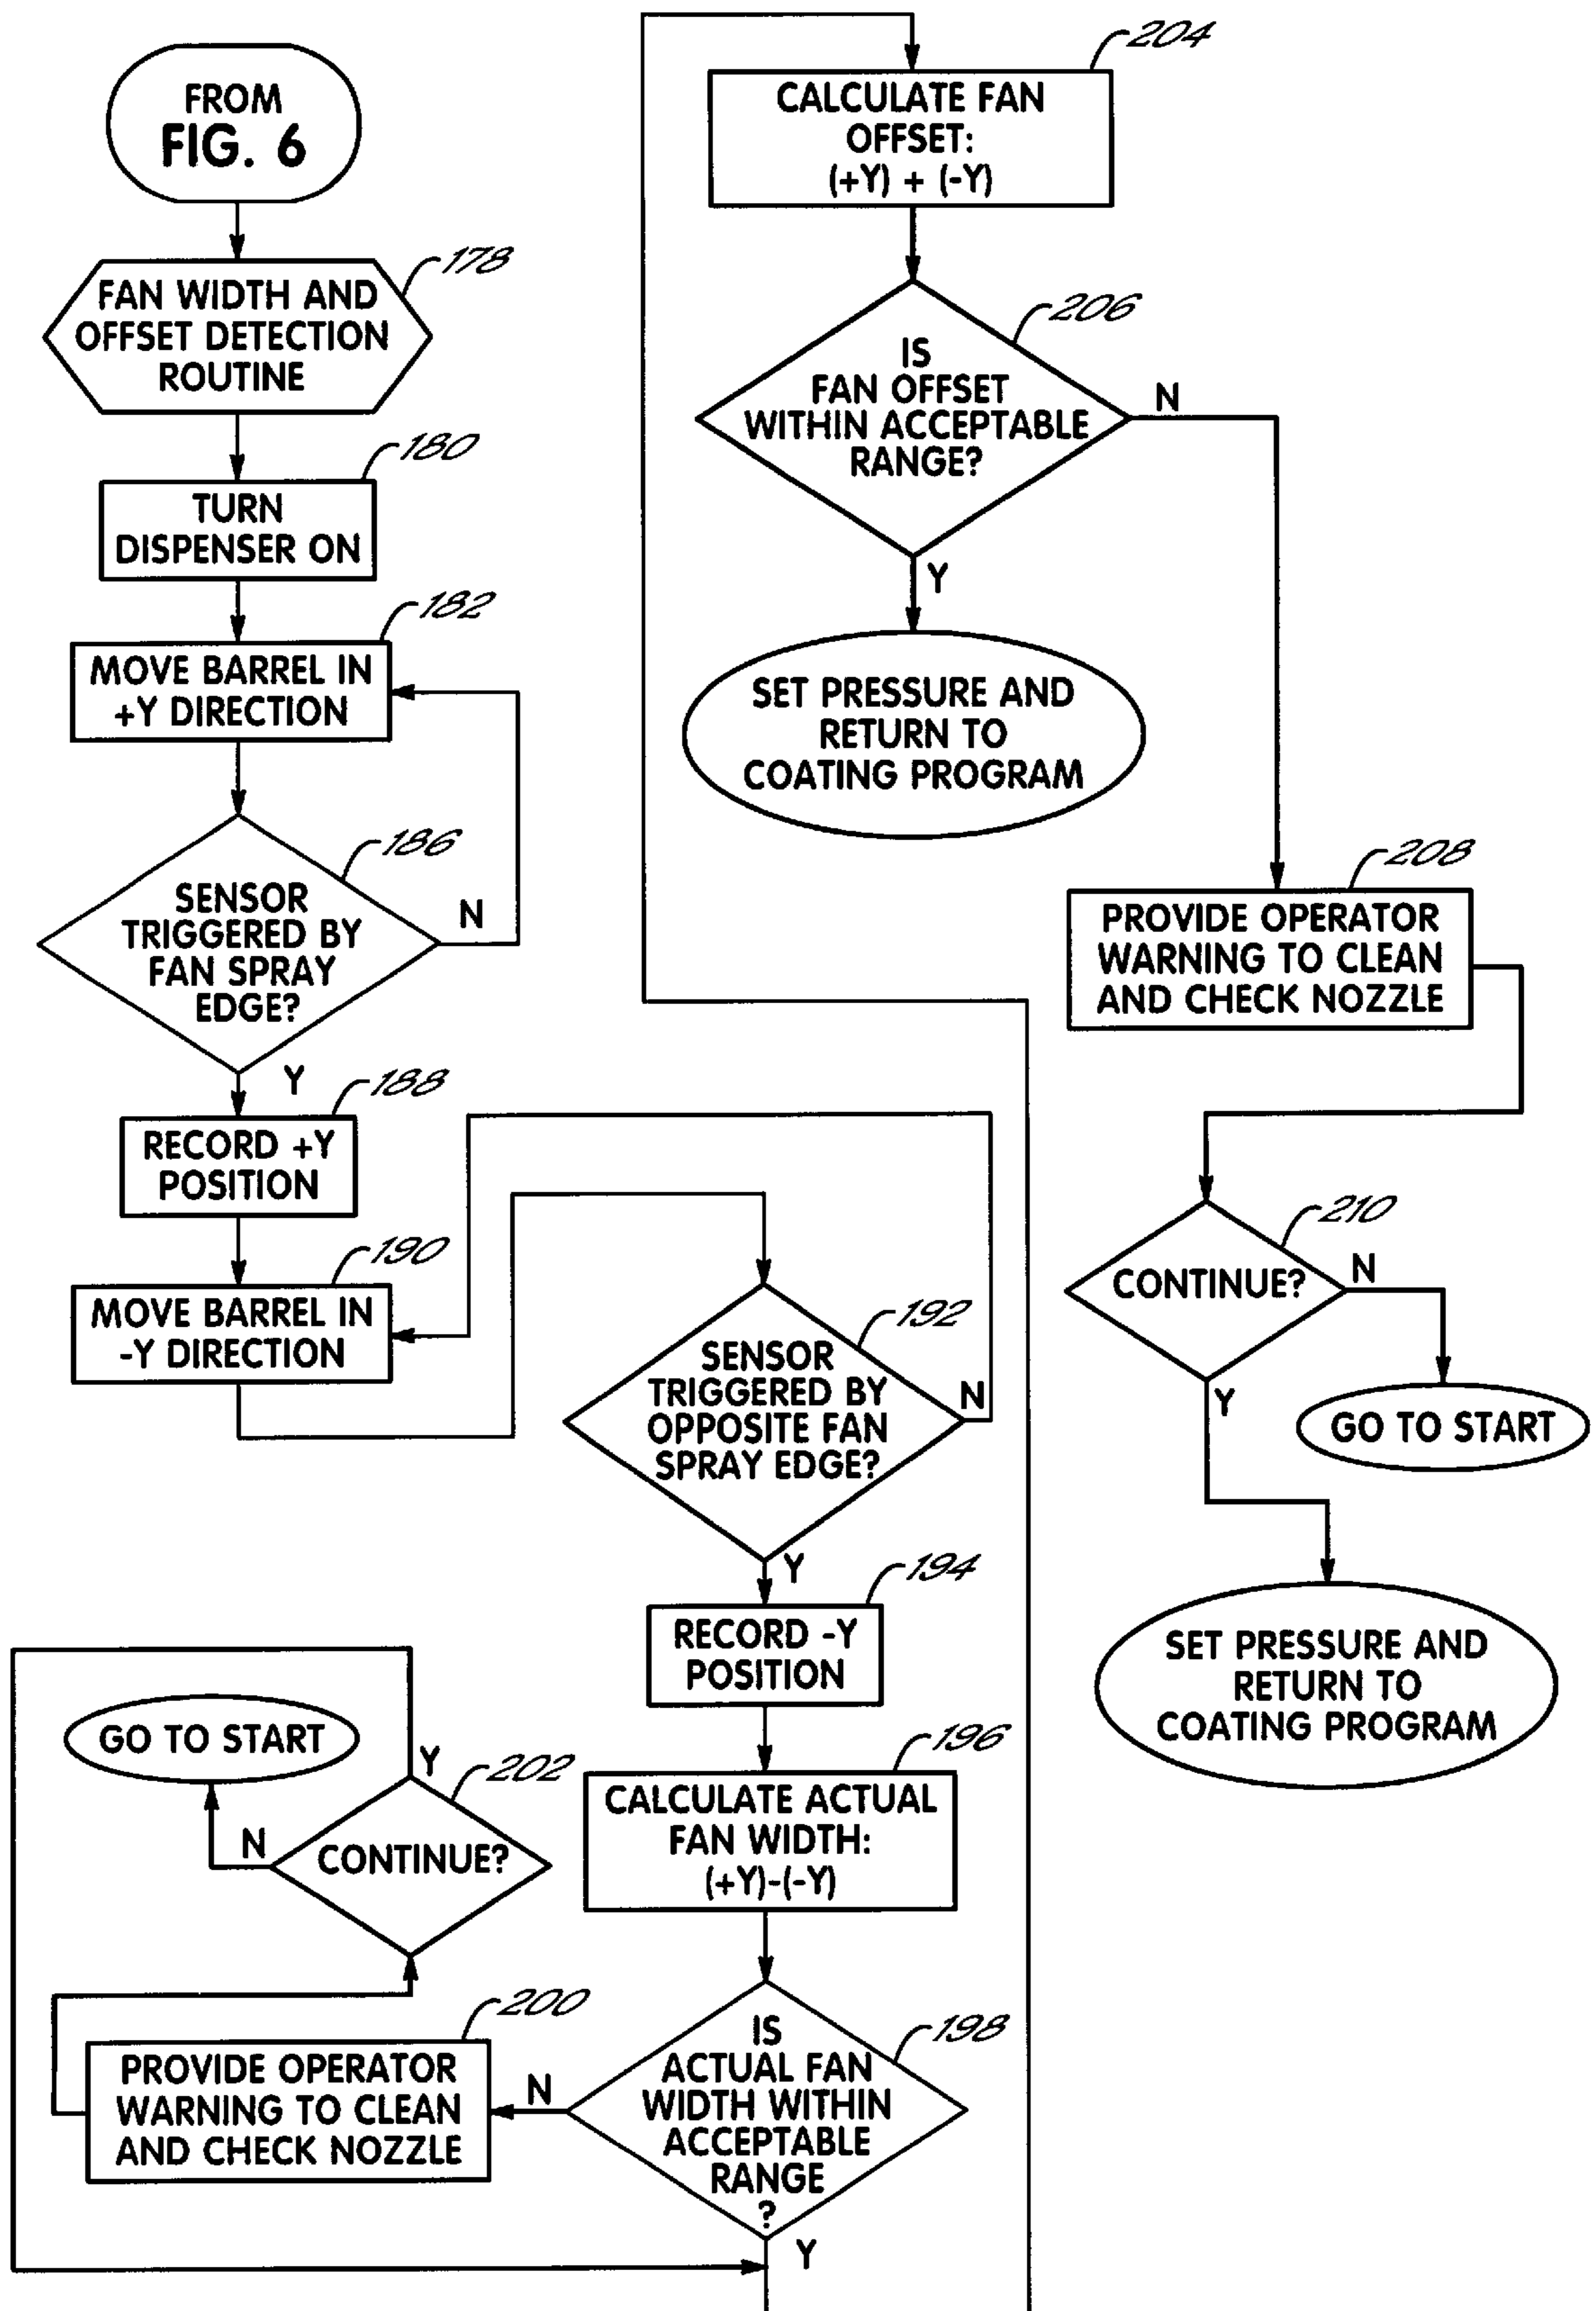 FROM
FIG. 6
178
FAN WIDTH AND
OFFSET DETECTION
ROUTINE
180
TURN
DISPENSER ON
182
MOVE BARREL IN
+Y DIRECTION
186
SENSOR
TRIGGERED BY
FAN SPRAY
EDGE?
N
Y
188
RECORD +Y
POSITION
190
MOVE BARREL IN
-Y DIRECTION
192
SENSOR
TRIGGERED BY
OPPOSITE FAN
SPRAY EDGE?
N
Y
194
RECORD -Y
POSITION
196
CALCULATE ACTUAL
FAN WIDTH:
(+Y)-(-Y)
198
IS
ACTUAL FAN
WIDTH WITHIN
ACCEPTABLE
RANGE
?
N
Y
200
PROVIDE OPERATOR
WARNING TO CLEAN
AND CHECK NOZZLE
202
CONTINUE?
Y
N
GO TO START
204
CALCULATE FAN
OFFSET:
(+Y) + (-Y)
206
IS
FAN OFFSET
WITHIN ACCEPTABLE
RANGE?
N
Y
SET PRESSURE AND
RETURN TO
COATING PROGRAM
208
PROVIDE OPERATOR
WARNING TO CLEAN
AND CHECK NOZZLE
210
CONTINUE?
N
Y
GO TO START
SET PRESSURE AND
RETURN TO
COATING PROGRAM